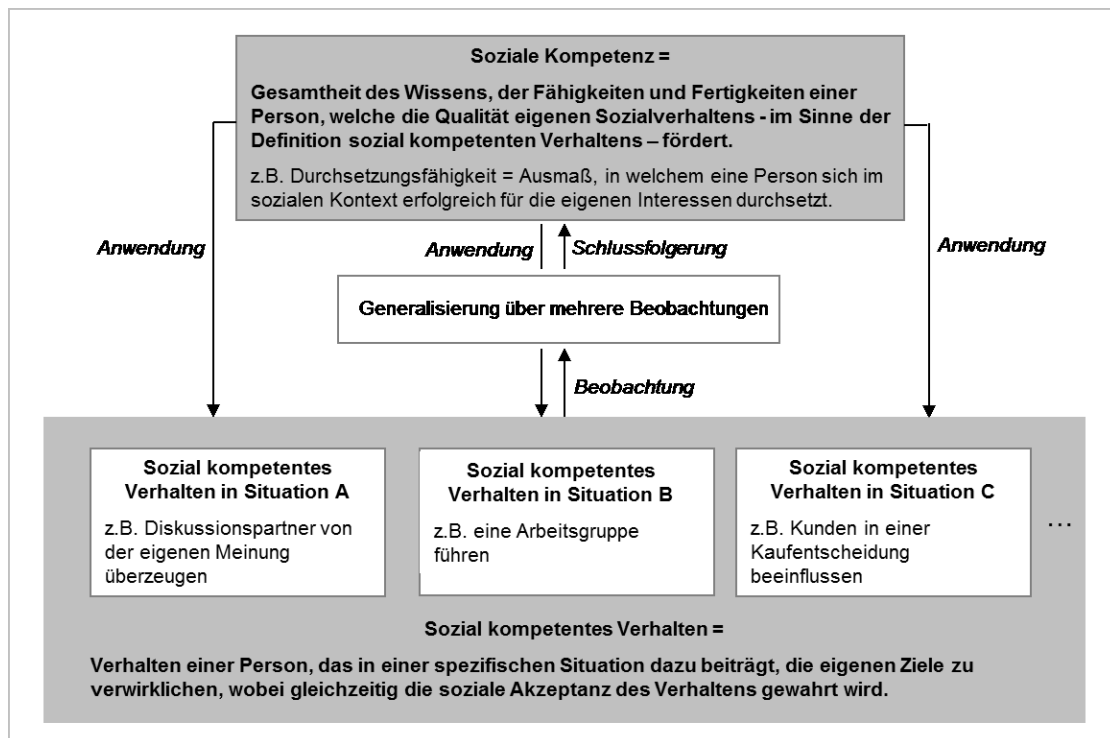 Soziale Kompetenz =
Gesamtheit des Wissens, der Fähigkeiten und Fertigkeiten einer
Person, welche die Qualität eigenen Sozialverhaltens - im Sinne der
Definition sozial kompetenten Verhaltens – fördert.
z.B. Durchsetzungsfähigkeit = Ausmaß, in welchem eine Person sich im
sozialen Kontext erfolgreich für die eigenen Interessen durchsetzt.
Anwendung
Anwendung
Schlussfolgerung
Anwendung
Generalisierung über mehrere Beobachtungen
Beobachtung
Sozial kompetentes
Verhalten in Situation A
z.B. Diskussionspartner von
der eigenen Meinung
überzeugen
Sozial kompetentes
Verhalten in Situation B
z.B. eine Arbeitsgruppe
führen
Sozial kompetentes
Verhalten in Situation C
z.B. Kunden in einer
Kaufentscheidung
beeinflussen
...
Sozial kompetentes Verhalten =
Verhalten einer Person, das in einer spezifischen Situation dazu beiträgt, die eigenen Ziele zu
verwirklichen, wobei gleichzeitig die soziale Akzeptanz des Verhaltens gewahrt wird.